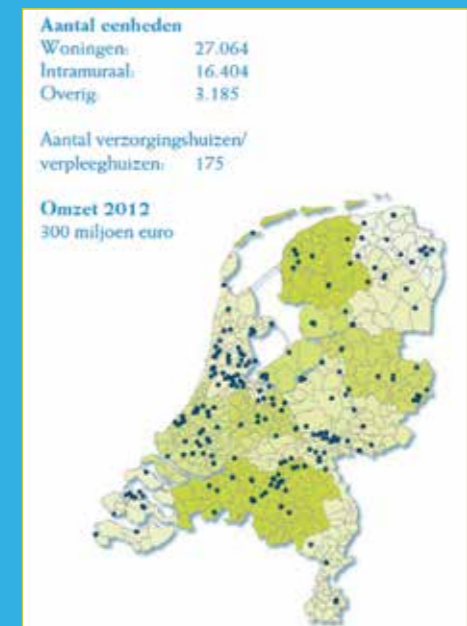 Aantal eenheden
Woningen: 27.064
Intramuraal: 16.404
Overig: 3.185
Aantal verzorgingshuizen/
verpleeghuizen: 175
Omzet 2012
300 miljoen euro